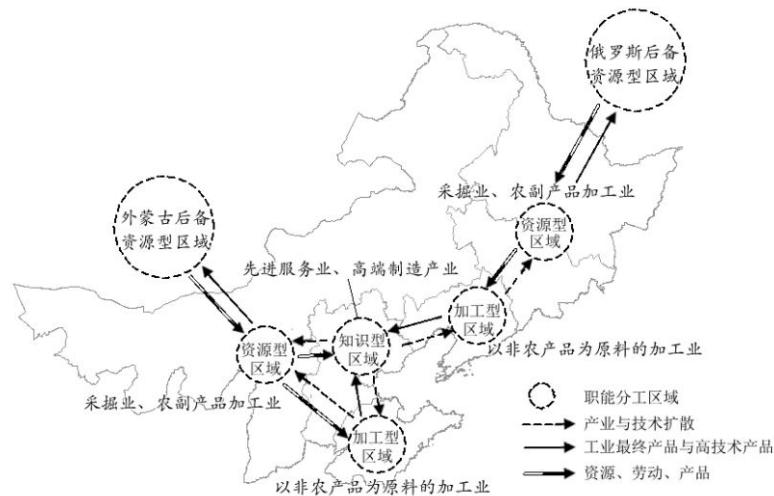 俄罗斯后备
资源型区域
采掘业、农副产品加工业
外蒙古后备
资源型区域
资源型
区域
先进服务业、高端制造产业
加工型
区域
知识型
区域
资源型
区域
以非农产品为原料的加工业
采掘业、农副产品加工业
加工型
区域
以非农产品为原料的加工业
职能分工区域
产业与技术扩散
工业最终产品与高技术产品
资源、劳动、产品